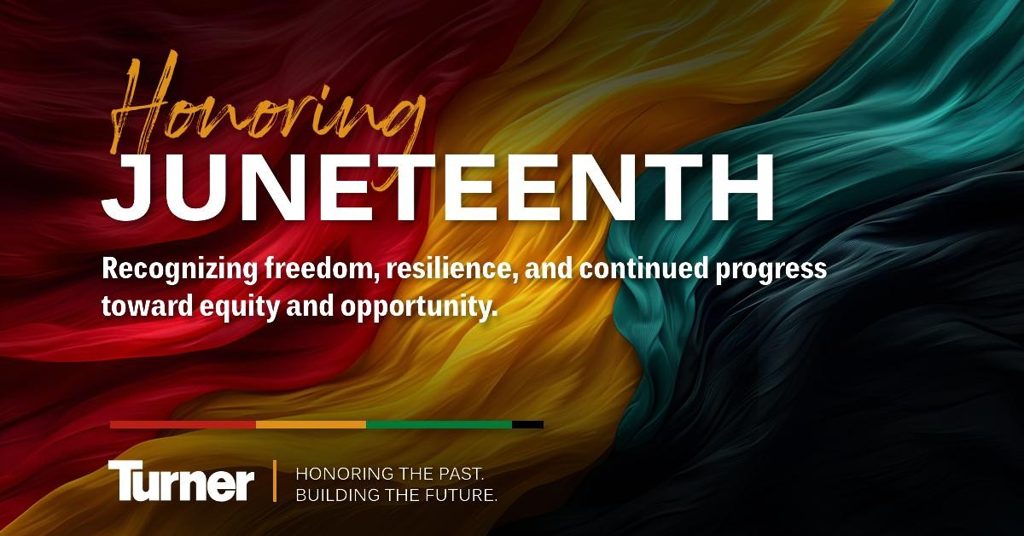 Honoring
JUNETEENTH
Recognizing freedom, resilience, and continued progress
toward equity and opportunity.
Turner
HONORING THE PAST.
BUILDING THE FUTURE.